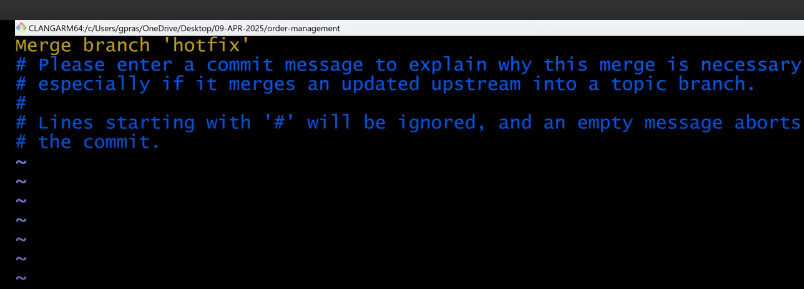 CLANGARM64:/c/Users/gpras/OneDrive/Desktop/09-APR-2025/order-management
Merge branch 'hotfix'
# Please enter a commit message to explain why this merge is necessary
# especially if it merges an updated upstream into a topic branch.
#
# Lines starting with '#' will be ignored, and an empty message aborts
# the commit.
~
~
~
~
~
~
~